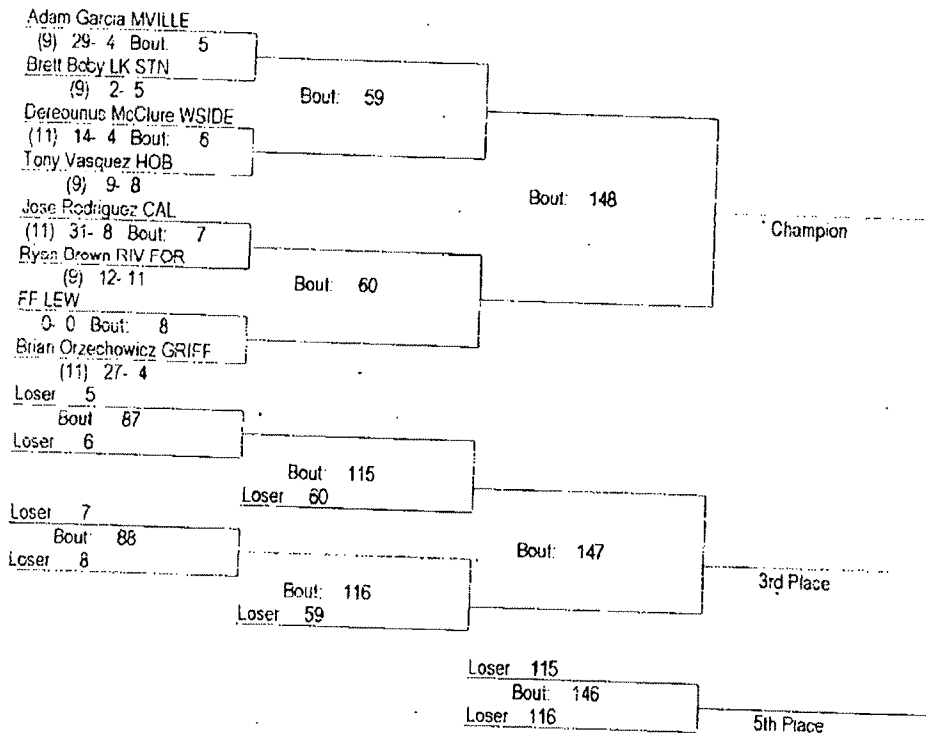 Adam Garcia MVILLE
(9) 29- 4 Bout: 5
Brett Boby LK STN
(9) 2- 5
Bout: 59
Dereounus McClure WSIDE
(11) 14- 4 Bout: 6
Tony Vasquez HOB
(9) 9- 8
Bout: 148
Champion
Jose Rodriguez CAL
(11) 31- 8 Bout: 7
Ryan Brown RIV FOR
(9) 12- 11
Bout: 60
FF LEW
0- 0 Bout: 8
Brian Orzechowicz GRIFF
(11) 27- 4
Loser 5
Bout 87
Loser 6
Bout: 115
Loser 60
Loser 7
Bout: 88
Loser 8
Bout: 147
3rd Place
Bout: 116
Loser 59
Loser 115
Bout: 146
Loser 116
5th Place